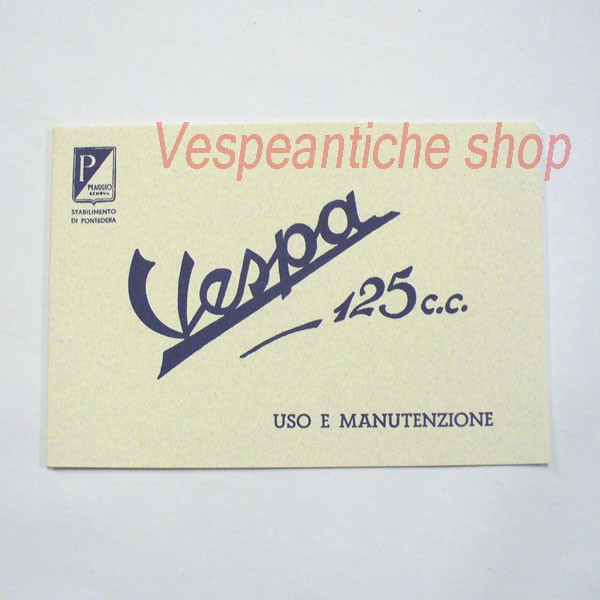 Vespeantiche shop
P
PIAGGIO
GENOVA
STABILIMENTO
DI PONTEDERA
Vespa
125 c.c.
USO E MANUTENZIONE